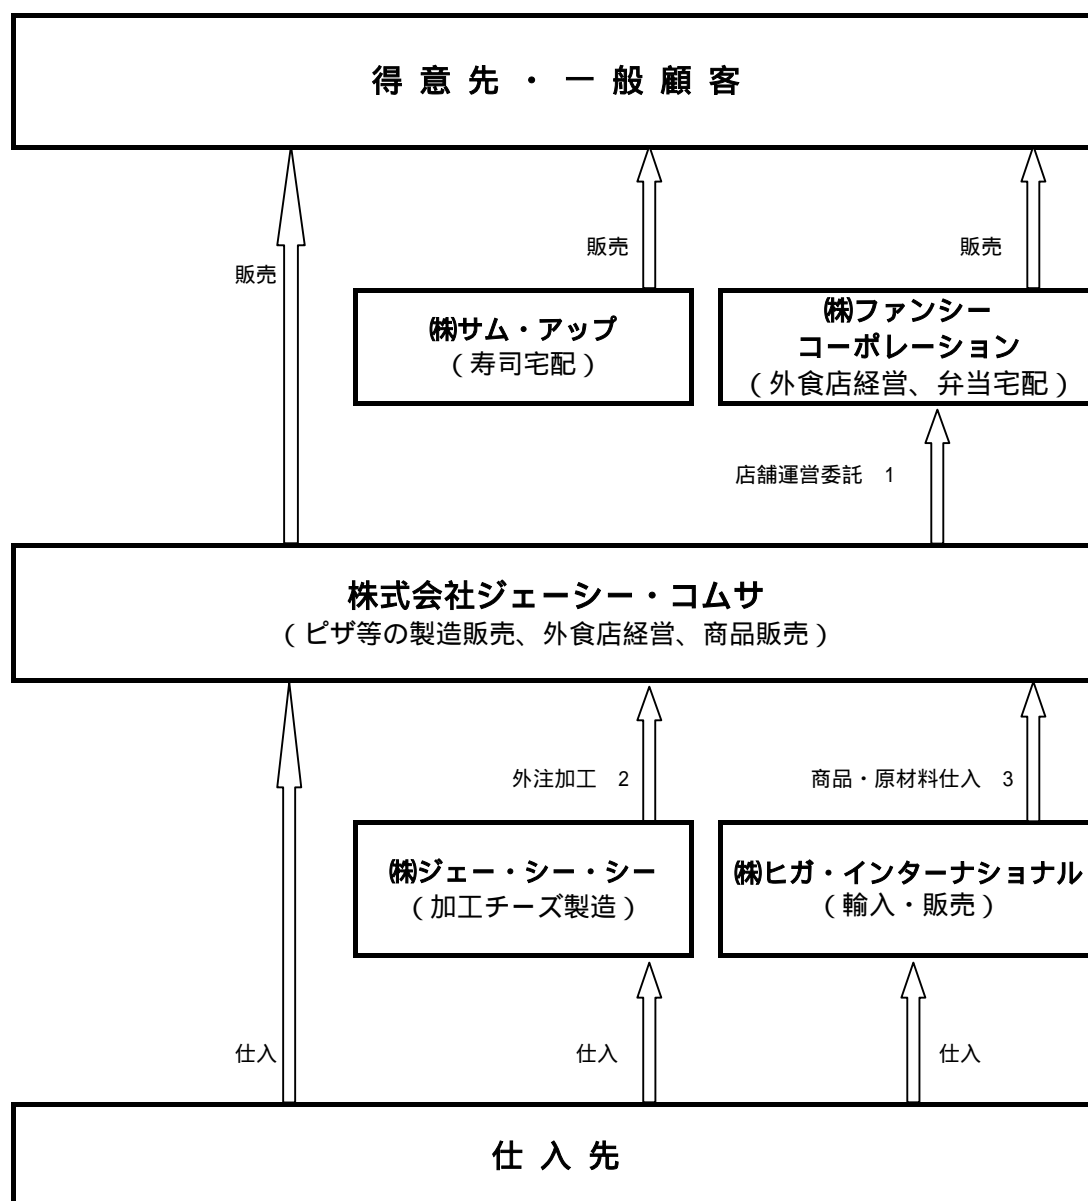 得意先・一般顧客
販売
販売
販売
㈱サム・アップ
（寿司宅配）
㈱ファンシー
コーポレーション
（外食店経営、弁当宅配）
店舗運営委託　1
株式会社ジェーシー・コムサ
（ピザ等の製造販売、外食店経営、商品販売）
外注加工　2
商品・原材料仕入　3
㈱ジェー・シー・シー
（加工チーズ製造）
㈱ヒガ・インターナショナル
（輸入・販売）
仕入
仕入
仕入
仕入先